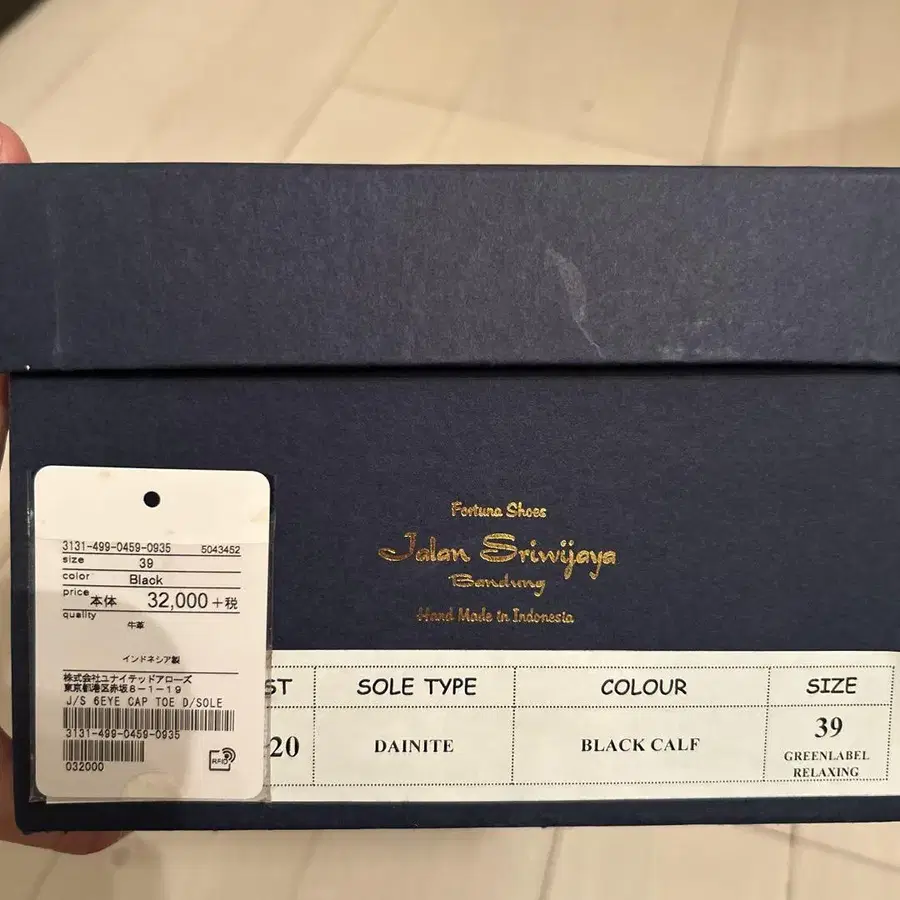 Fortuna Shoes
Jalan Sriwijaya
Bandung
Hand Made in Indonesia
3131-499-0459-0935 5043452
size 39
color Black
price 本体 32,000+税
quality
牛革
インドネシア製
株式会社ユナイテッドアローズ
東京都港区赤坂8-1-19
J/S 6EYE CAP TOE D/SOLE
3131-499-0459-0935
032000
RFID
ST SOLE TYPE COLOUR SIZE
20 DAINITE BLACK CALF 39
GREENLABEL
RELAXING